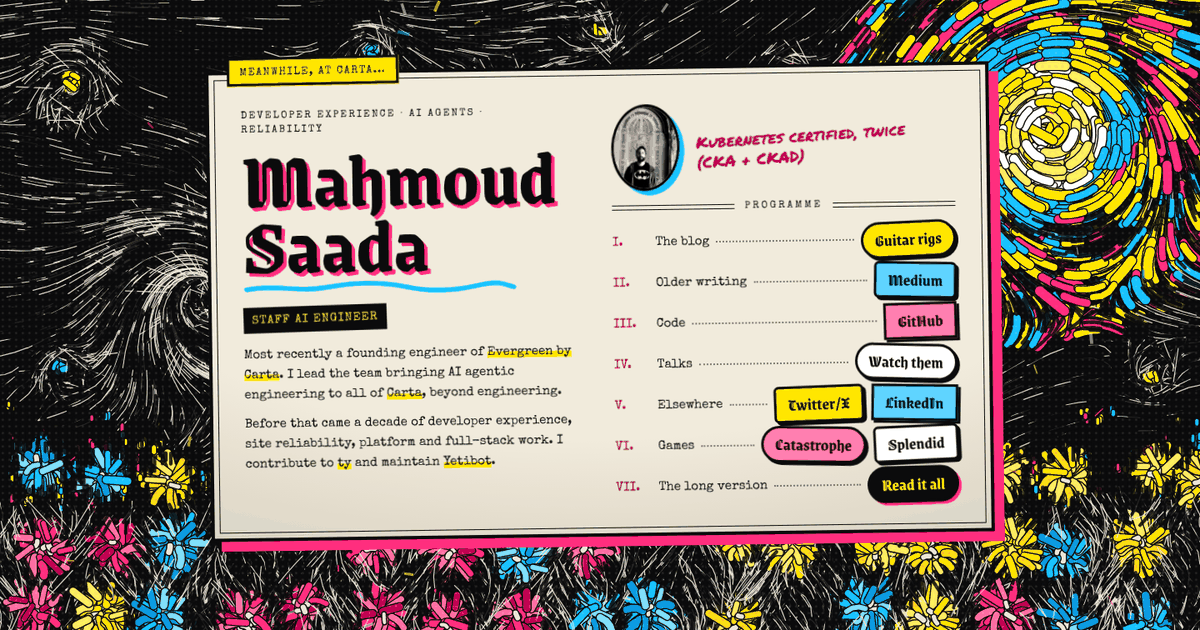 MEANWHILE, AT CARTA...
DEVELOPER EXPERIENCE · AI AGENTS ·
RELIABILITY
Mahmoud
Saada
STAFF AI ENGINEER
Most recently a founding engineer of Evergreen by
Carta. I lead the team bringing AI agentic
engineering to all of Carta, beyond engineering.
Before that came a decade of developer experience,
site reliability, platform and full-stack work. I
contribute to ty and maintain Yetibot.
KUBERNETES CERTIFIED, TWICE
(CKA + CKAD)
PROGRAMME
I. The blog Guitar rigs
II. Older writing Medium
III. Code GitHub
IV. Talks Watch them
V. Elsewhere Twitter/X LinkedIn
VI. Games Catastrophe Splendid
VII. The long version Read it all